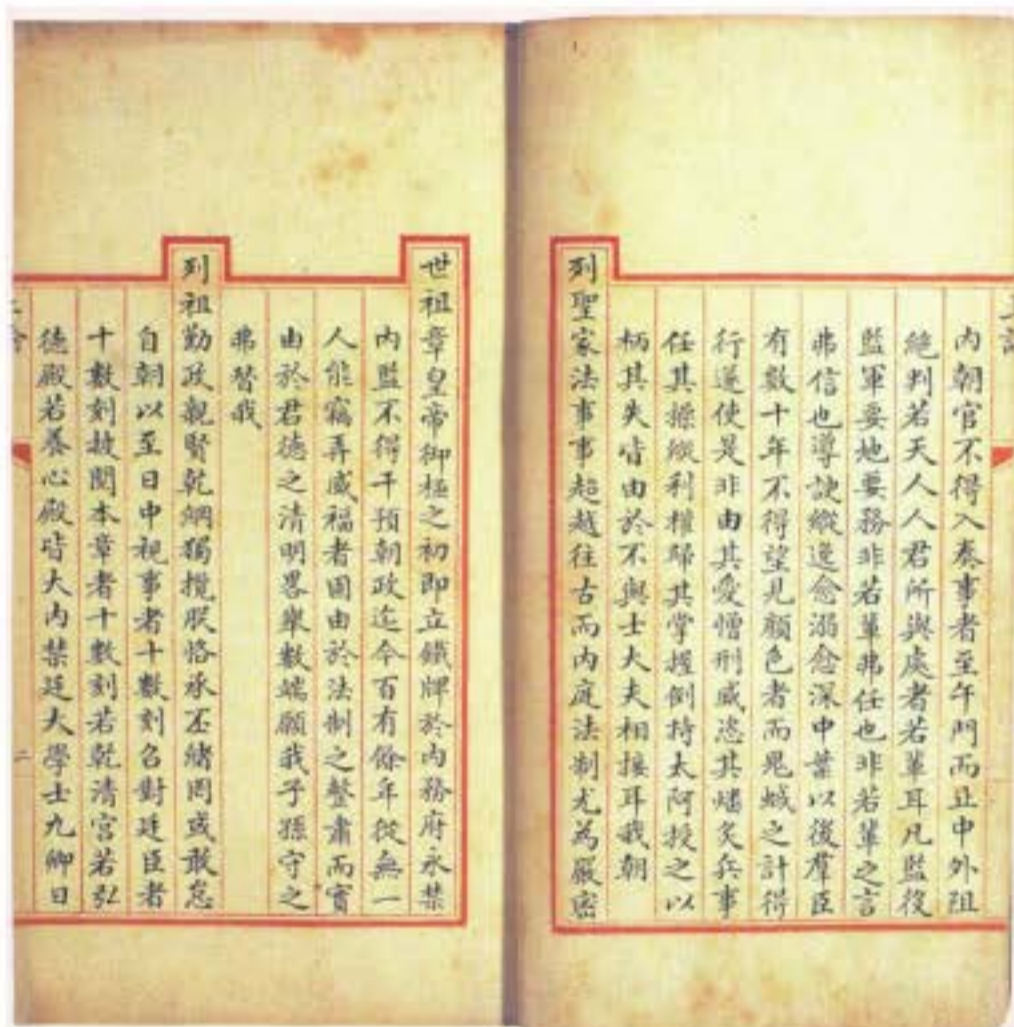 內朝官不得入奏事者至午門而止中外阻
絕判若天人人君所與處者若輩耳凡監役
監軍要地要務非若輩弗任也非若輩之言
弗信也導諛縱逸愈溺愈深中葉以後羣臣
有數十年不得望見顏色者而鬼蜮之計得
行遂使是非由其愛憎刑威恣其燔炙兵事
任其操縱利權歸其掌握倒持太阿授之以
柄其失皆由於不與士大夫相接耳我朝
列聖家法事事超越往古而內庭法制尤為嚴密
世祖章皇帝御極之初即立鐵牌於內務府永禁
內監不得干預朝政迄今百有餘年從無一
人能竊弄威福者固由於法制之整肅而實
由於君德之清明畧舉數端願我子孫守之
弗替我
列祖勤政親賢乾綱獨攬朕恪承丕緒罔或敢怠
自朝以至日中視事者十數刻召對廷臣者
十數刻披閱本章者十數刻若乾清宮若弘
德殿若養心殿皆大內禁廷大學士九卿日
二